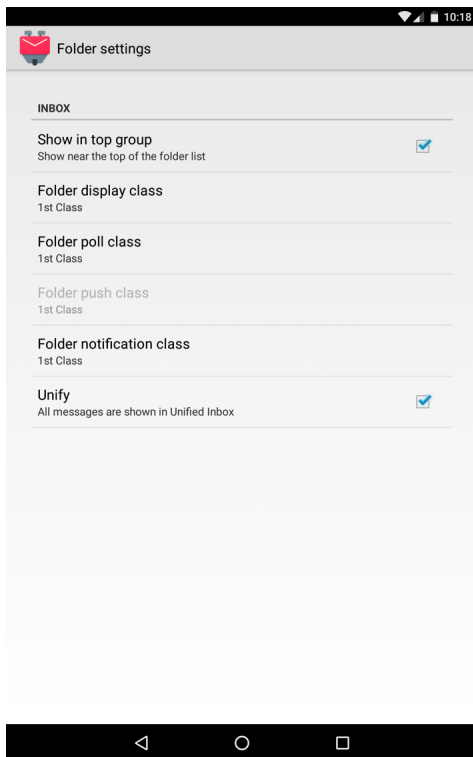 10:18
Folder settings
INBOX
Show in top group
Show near the top of the folder list
Folder display class
1st Class
Folder poll class
1st Class
Folder push class
1st Class
Folder notification class
1st Class
Unify
All messages are shown in Unified Inbox